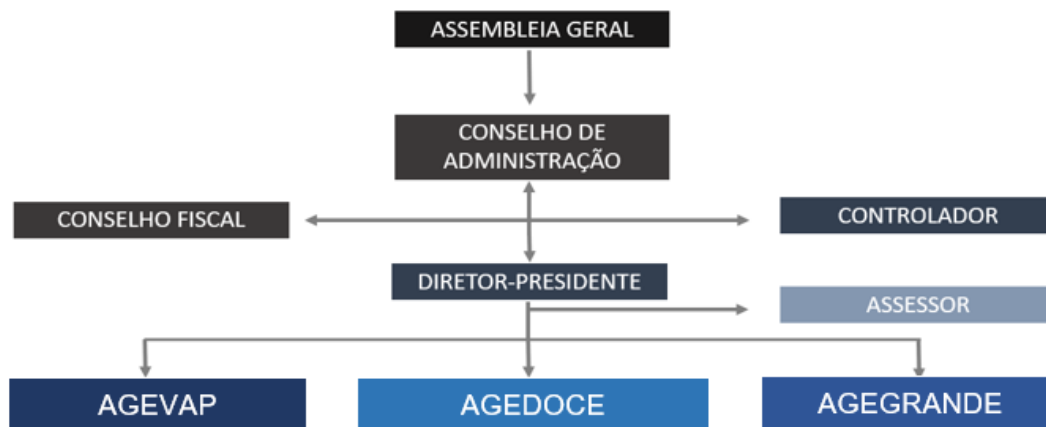 ASSEMBLEIA GERAL
CONSELHO DE
ADMINISTRAÇÃO
CONSELHO FISCAL
CONTROLADOR
DIRETOR-PRESIDENTE
ASSESSOR
AGEVAP
AGEDOCE
AGEGRANDE